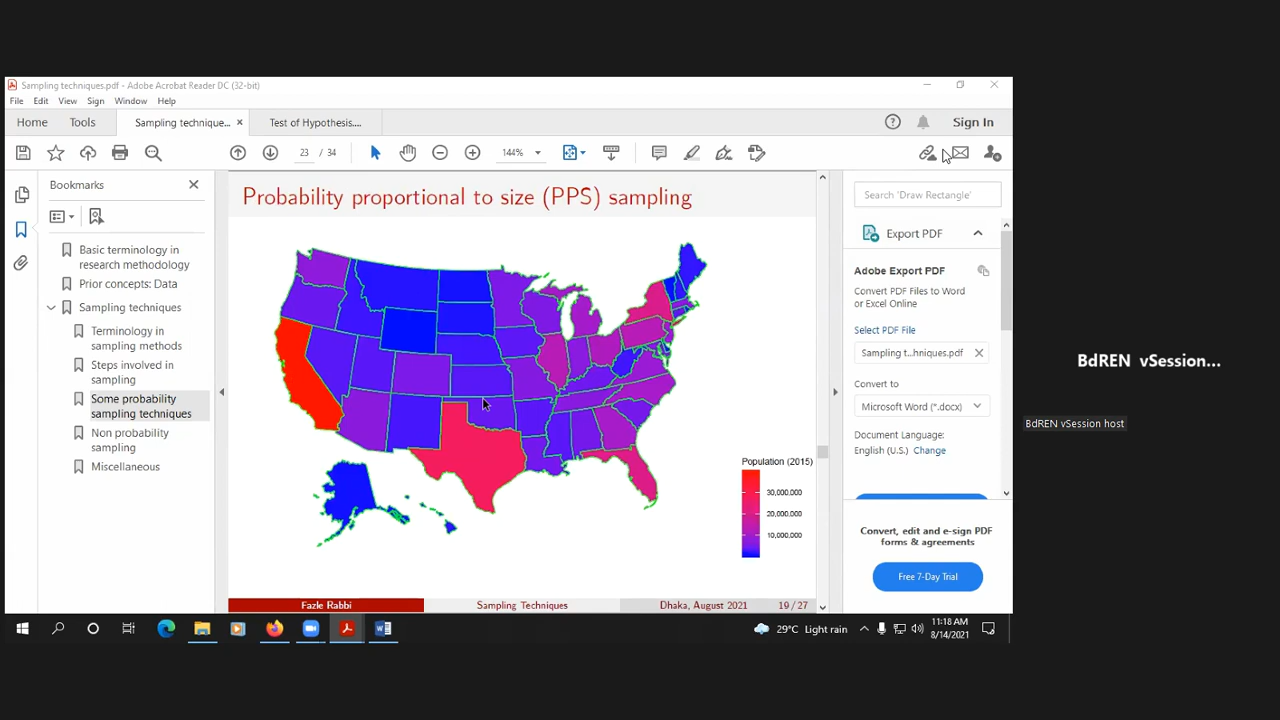 Sampling techniques.pdf - Adobe Acrobat Reader DC (32-bit)
File Edit View Sign Window Help
Home Tools Sampling technique... × Test of Hypothesis.... Sign In
23 / 34 144%
Bookmarks
Basic terminology in
research methodology
Prior concepts: Data
Sampling techniques
Terminology in
sampling methods
Steps involved in
sampling
Some probability
sampling techniques
Non probability
sampling
Miscellaneous
Probability proportional to size (PPS) sampling
Population (2015)
30,000,000
20,000,000
10,000,000
Fazle Rabbi Sampling Techniques Dhaka, August 2021 19 / 27
Search 'Draw Rectangle'
Export PDF
Adobe Export PDF
Convert PDF Files to Word
or Excel Online
Select PDF File
Sampling t...hniques.pdf
Convert to
Microsoft Word (*.docx)
Document Language:
English (U.S.) Change
Convert, edit and e-sign PDF
forms & agreements
Free 7-Day Trial
BdREN vSession...
BdREN vSession host
29°C Light rain
11:18 AM
8/14/2021